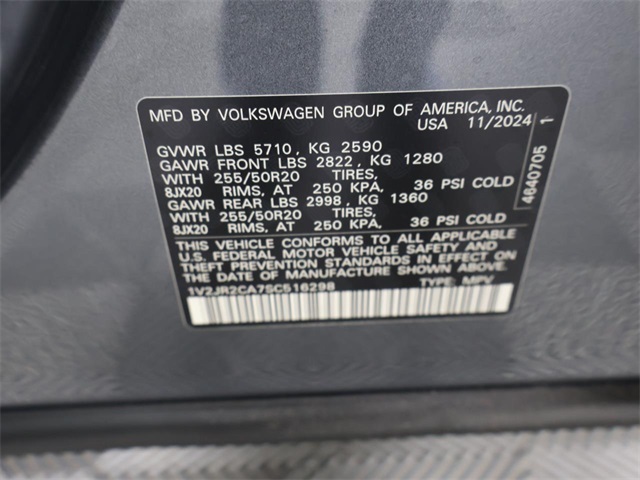 MFD BY VOLKSWAGEN GROUP OF AMERICA, INC.
USA 11/2024 1
GVWR LBS 5710, KG 2590
GAWR FRONT LBS 2822, KG 1280
WITH 255/50R20 TIRES,
8JX20 RIMS, AT 250 KPA, 36 PSI COLD
GAWR REAR LBS 2998, KG 1360
WITH 255/50R20 TIRES,
8JX20 RIMS, AT 250 KPA, 36 PSI COLD
THIS VEHICLE CONFORMS TO ALL APPLICABLE
U.S. FEDERAL MOTOR VEHICLE SAFETY AND
THEFT PREVENTION STANDARDS IN EFFECT ON
THE DATE OF MANUFACTURE SHOWN ABOVE.
1V2JR2CA7SC516298 TYPE: MPV
4640705